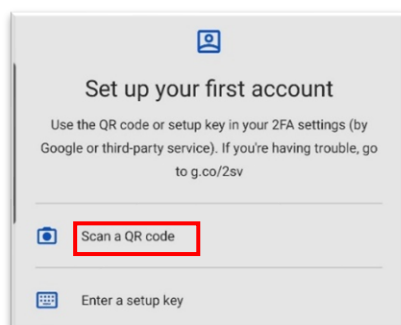 Set up your first account
Use the QR code or setup key in your 2FA settings (by
Google or third-party service). If you're having trouble, go
to g.co/2sv
Scan a QR code
Enter a setup key